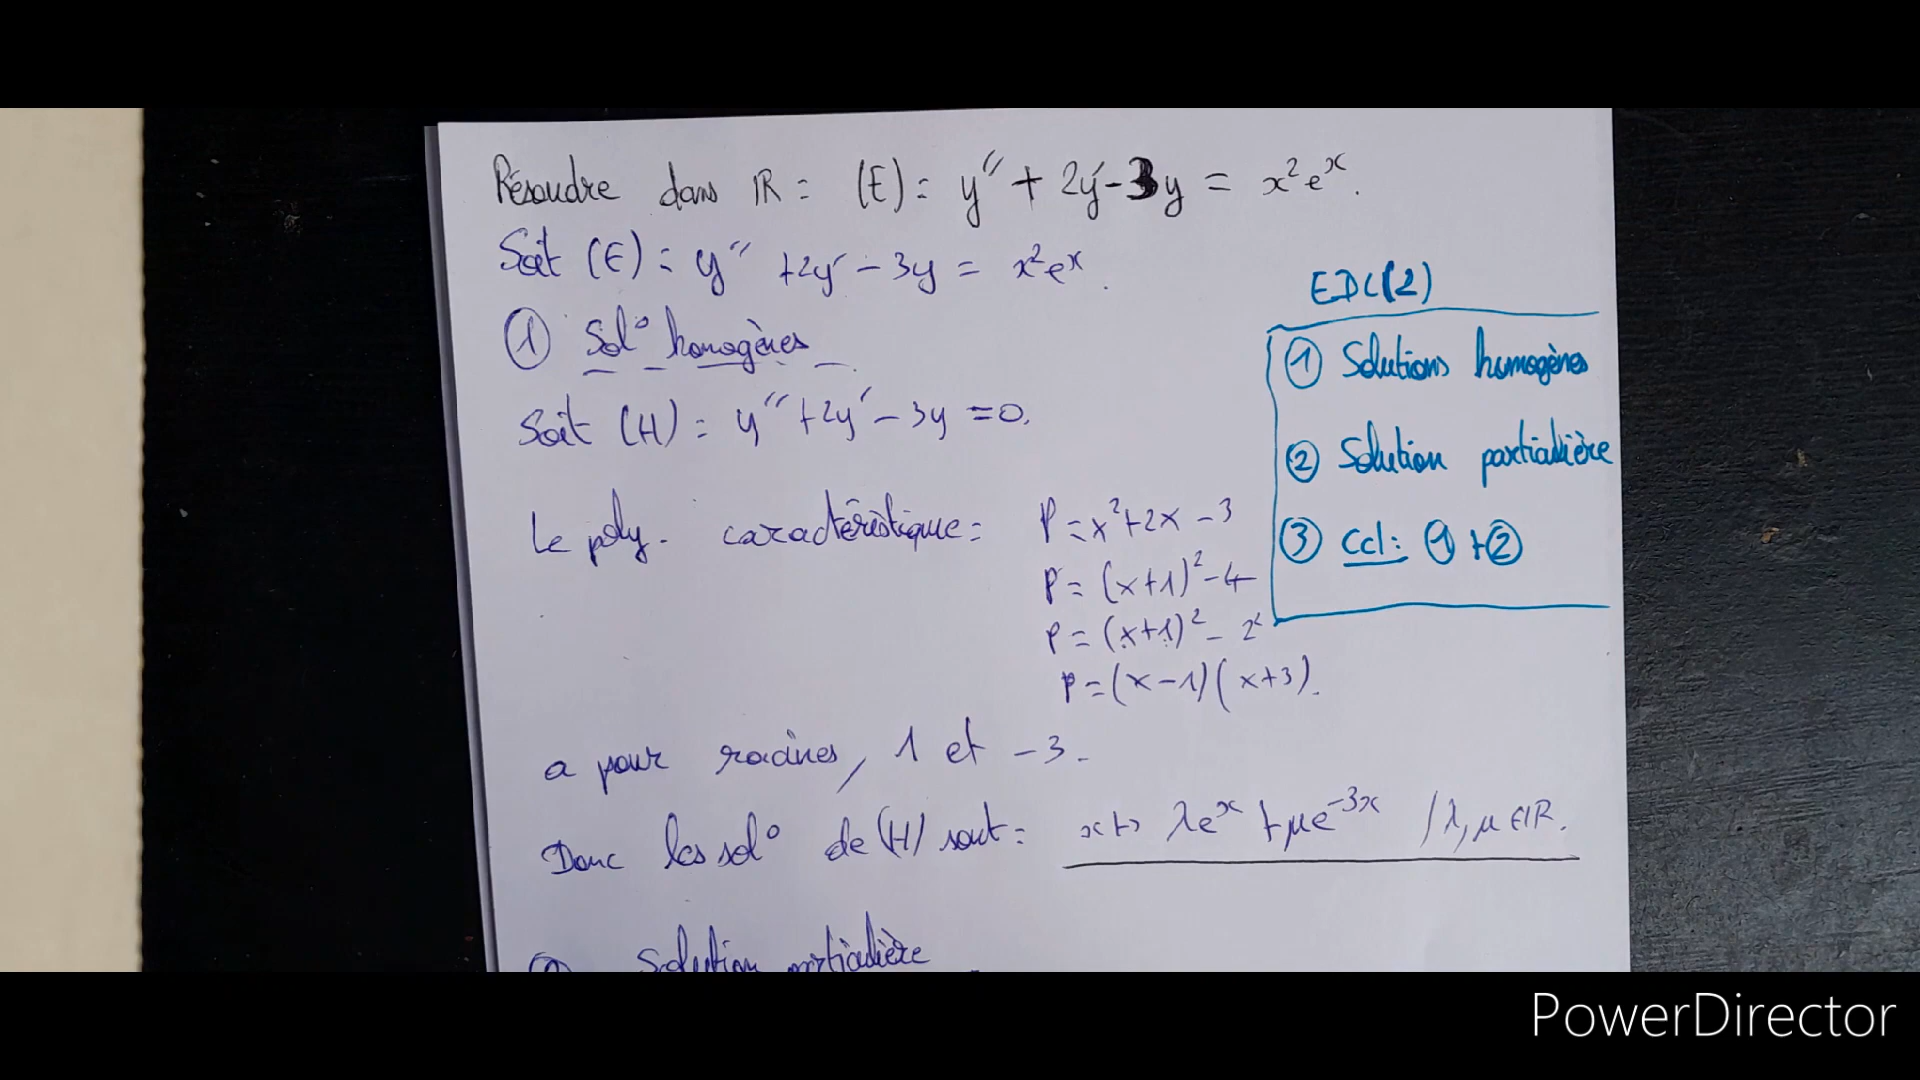 Résoudre dans ℝ : (E) : y'' + 2y' - 3y = x²eˣ.
Soit (E) : y'' + 2y' - 3y = x²eˣ.
① Sol° homogènes
Soit (H) : y'' + 2y' - 3y = 0.
Le poly. caractéristique : P = x² + 2x - 3
P = (x+1)² - 4
P = (x+1)² - 2²
P = (x-1)(x+3).
a pour racines, 1 et -3.
Donc les sol° de (H) sont : x ↦ λeˣ + μe⁻³ˣ / λ, μ ∈ ℝ.
② Solution particulière
EDL(2)
① Solutions homogènes
② Solution particulière
③ Ccl : ① + ②
PowerDirector